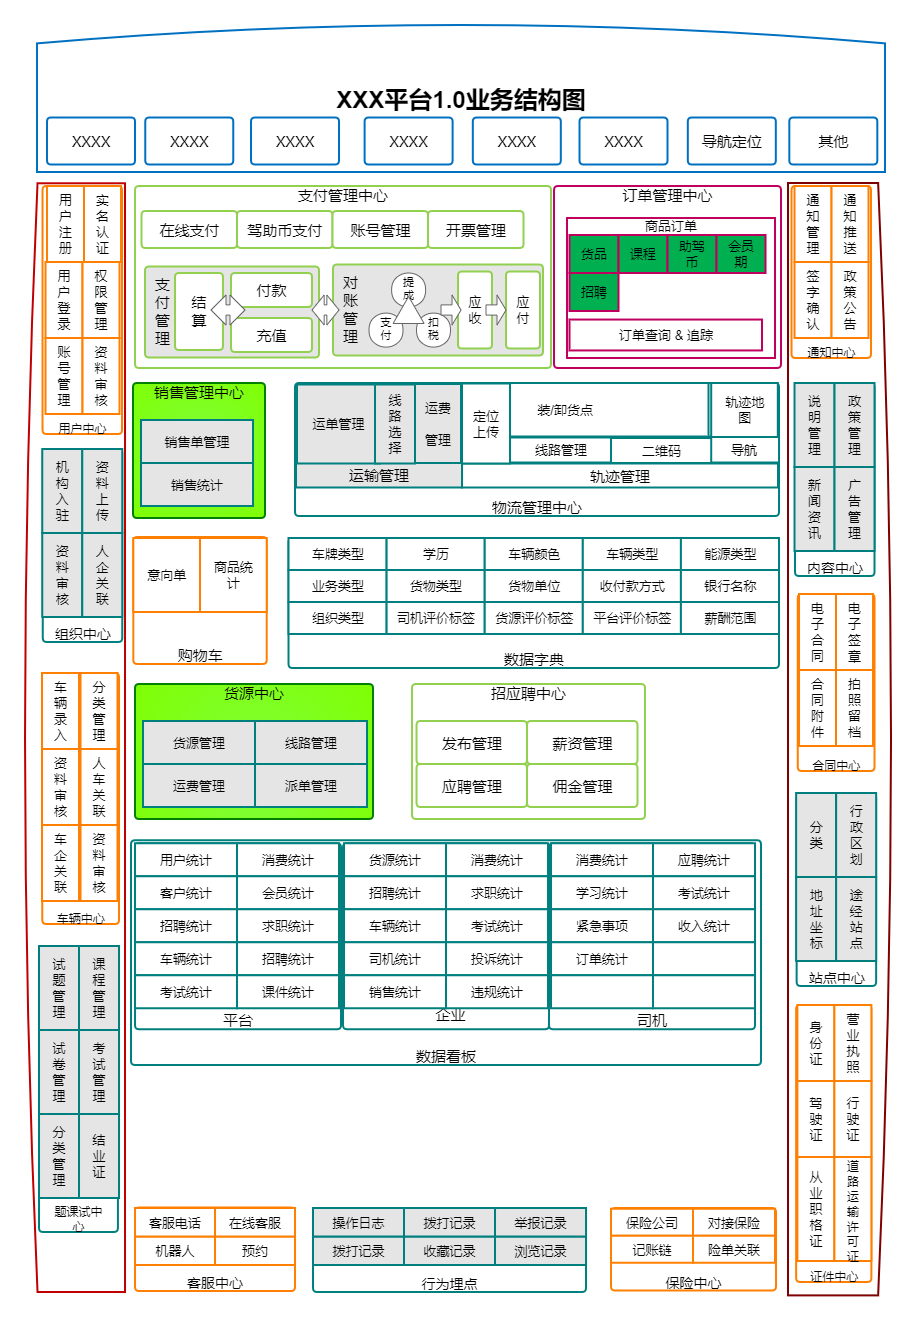 XXX平台1.0业务结构图
XXXX
XXXX
XXXX
XXXX
XXXX
XXXX
导航定位
其他
用户注册
实名认证
用户登录
权限管理
账号管理
资料审核
用户中心
机构入驻
资料上传
资料审核
人企关联
组织中心
车辆录入
分类管理
资料审核
人车关联
车企关联
资料审核
车辆中心
试题管理
课程管理
试卷管理
考试管理
分类管理
结业证
题课试中
心
支付管理中心
在线支付
驾助币支付
账号管理
开票管理
支付管理
结算
付款
充值
对账管理
提成
支付
扣税
应收
应付
订单管理中心
商品订单
货品
课程
助驾
币
会员
期
招聘
订单查询 & 追踪
销售管理中心
销售单管理
销售统计
运单管理
线路选择
运费
管理
定位
上传
装/卸货点
轨迹地
图
线路管理
二维码
导航
运输管理
轨迹管理
物流管理中心
意向单
商品统
计
购物车
车牌类型
学历
车辆颜色
车辆类型
能源类型
业务类型
货物类型
货物单位
收付款方式
银行名称
组织类型
司机评价标签
货源评价标签
平台评价标签
薪酬范围
数据字典
货源中心
货源管理
线路管理
运费管理
派单管理
招应聘中心
发布管理
薪资管理
应聘管理
佣金管理
用户统计
消费统计
客户统计
会员统计
招聘统计
求职统计
车辆统计
招聘统计
考试统计
课件统计
平台
货源统计
消费统计
招聘统计
求职统计
车辆统计
考试统计
司机统计
投诉统计
销售统计
违规统计
企业
消费统计
应聘统计
学习统计
考试统计
紧急事项
收入统计
订单统计
司机
数据看板
客服电话
在线客服
机器人
预约
客服中心
操作日志
拨打记录
举报记录
拨打记录
收藏记录
浏览记录
行为埋点
保险公司
对接保险
记账链
险单关联
保险中心
通知管理
通知推送
签字确认
政策公告
通知中心
说明管理
政策管理
新闻资讯
广告管理
内容中心
电子合同
电子签章
合同附件
拍照留档
合同中心
分类
行政区划
地址坐标
途经站点
站点中心
身份证
营业执照
驾驶证
行驶证
从业职格证
道路运输许可证
证件中心